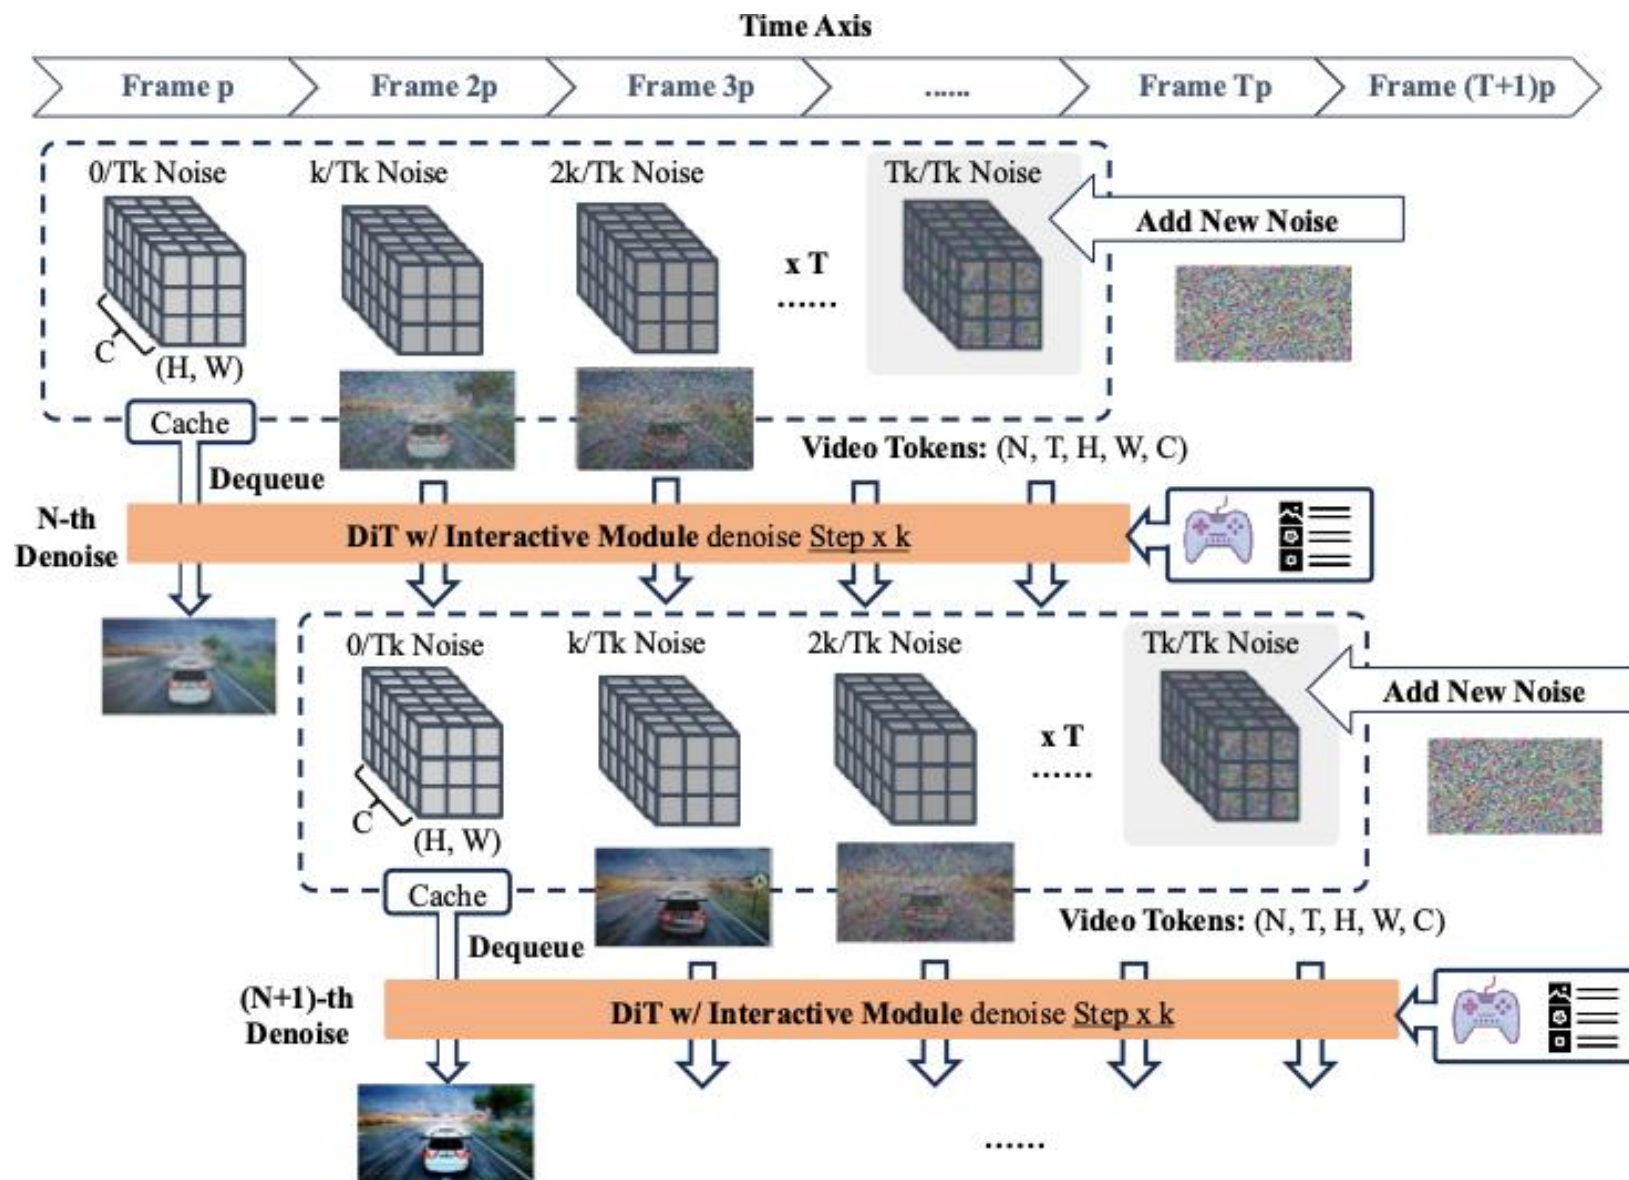 Time Axis
Frame p
Frame 2p
Frame 3p
......
Frame Tp
Frame (T+1)p
0/Tk Noise
k/Tk Noise
2k/Tk Noise
Tk/Tk Noise
Add New Noise
x T
......
C
(H, W)
Cache
Video Tokens: (N, T, H, W, C)
Dequeue
N-th
Denoise
DiT w/ Interactive Module denoise Step x k
0/Tk Noise
k/Tk Noise
2k/Tk Noise
Tk/Tk Noise
Add New Noise
x T
......
C
(H, W)
Cache
Video Tokens: (N, T, H, W, C)
Dequeue
(N+1)-th
Denoise
DiT w/ Interactive Module denoise Step x k
......